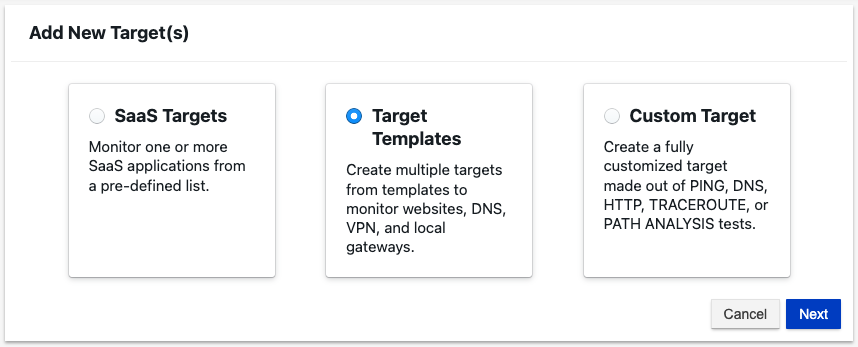 Add New Target(s)
SaaS Targets
Monitor one or more
SaaS applications from
a pre-defined list.
Target
Templates
Create multiple targets
from templates to
monitor websites, DNS,
VPN, and local
gateways.
Custom Target
Create a fully
customized target
made out of PING, DNS,
HTTP, TRACEROUTE, or
PATH ANALYSIS tests.
Cancel
Next